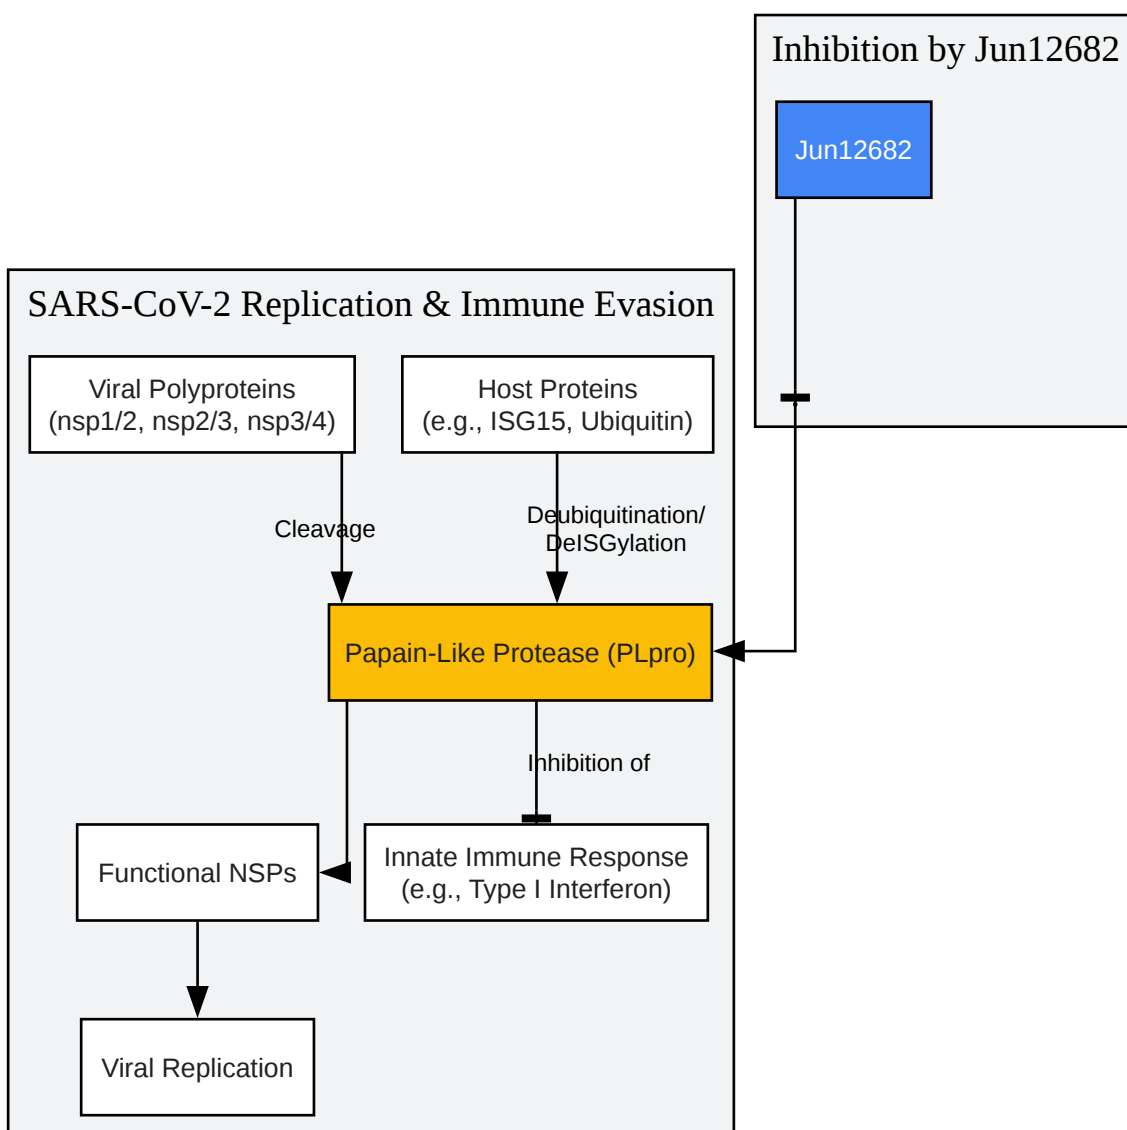 Inhibition by Jun12682
Jun12682
SARS-CoV-2 Replication & Immune Evasion
Viral Polyproteins
(nsp1/2, nsp2/3, nsp3/4)
Host Proteins
(e.g., ISG15, Ubiquitin)
Cleavage
Deubiquitination/
DeISGylation
Papain-Like Protease (PLpro)
Inhibition of
Functional NSPs
Innate Immune Response
(e.g., Type I Interferon)
Viral Replication